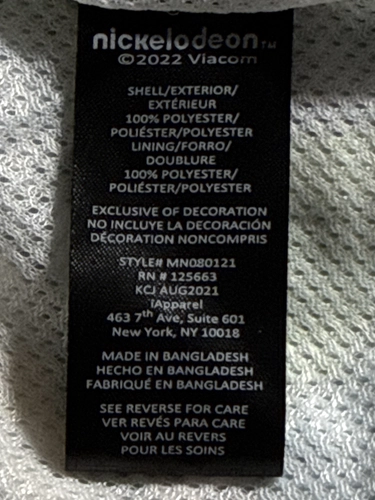 nickelodeon™
©2022 Viacom
SHELL/EXTERIOR/
EXTÉRIEUR
100% POLYESTER/
POLIÉSTER/POLYESTER
LINING/FORRO/
DOUBLURE
100% POLYESTER/
POLIÉSTER/POLYESTER
EXCLUSIVE OF DECORATION
NO INCLUYE LA DECORACIÓN
DÉCORATION NONCOMPRIS
STYLE# MN080121
RN # 125663
KCJ AUG2021
IApparel
463 7th Ave, Suite 601
New York, NY 10018
MADE IN BANGLADESH
HECHO EN BANGLADESH
FABRIQUÉ EN BANGLADESH
SEE REVERSE FOR CARE
VER REVÉS PARA CARE
VOIR AU REVERS
POUR LES SOINS